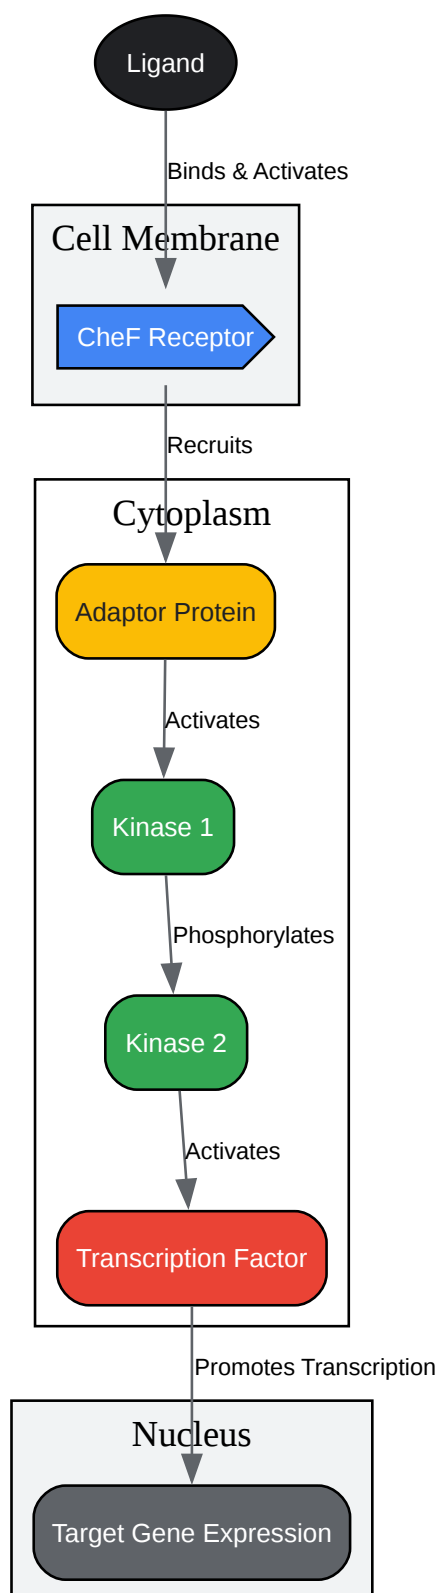 Ligand
Binds & Activates
Cell Membrane
CheF Receptor
Recruits
Cytoplasm
Adaptor Protein
Activates
Kinase 1
Phosphorylates
Kinase 2
Activates
Transcription Factor
Promotes Transcription
Nucleus
Target Gene Expression